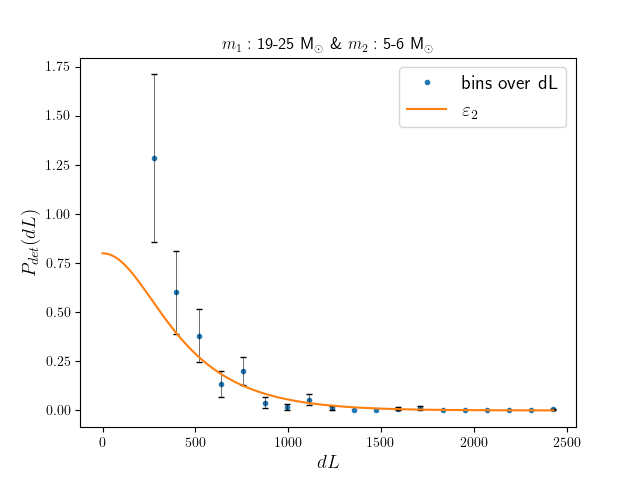 m₁ : 19-25 M⊙ & m₂ : 5-6 M⊙
bins over dL
ε₂
P_det(dL)
1.75
1.50
1.25
1.00
0.75
0.50
0.25
0.00
0 500 1000 1500 2000 2500
dL